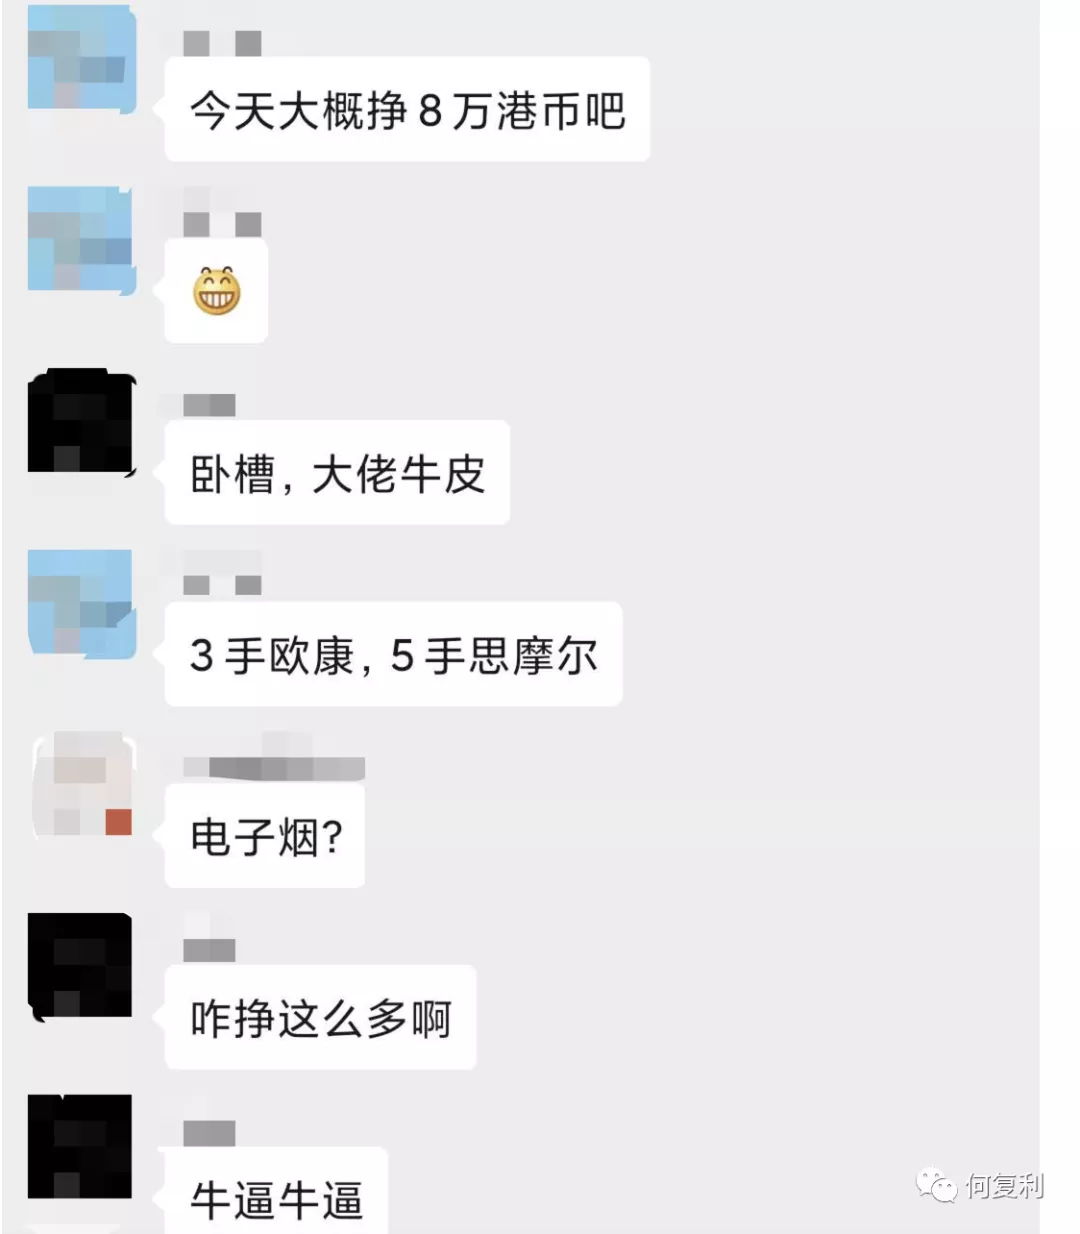 今天大概挣8万港币吧
卧槽，大佬牛皮
3手欧康，5手思摩尔
电子烟？
咋挣这么多啊
牛逼牛逼
何复利